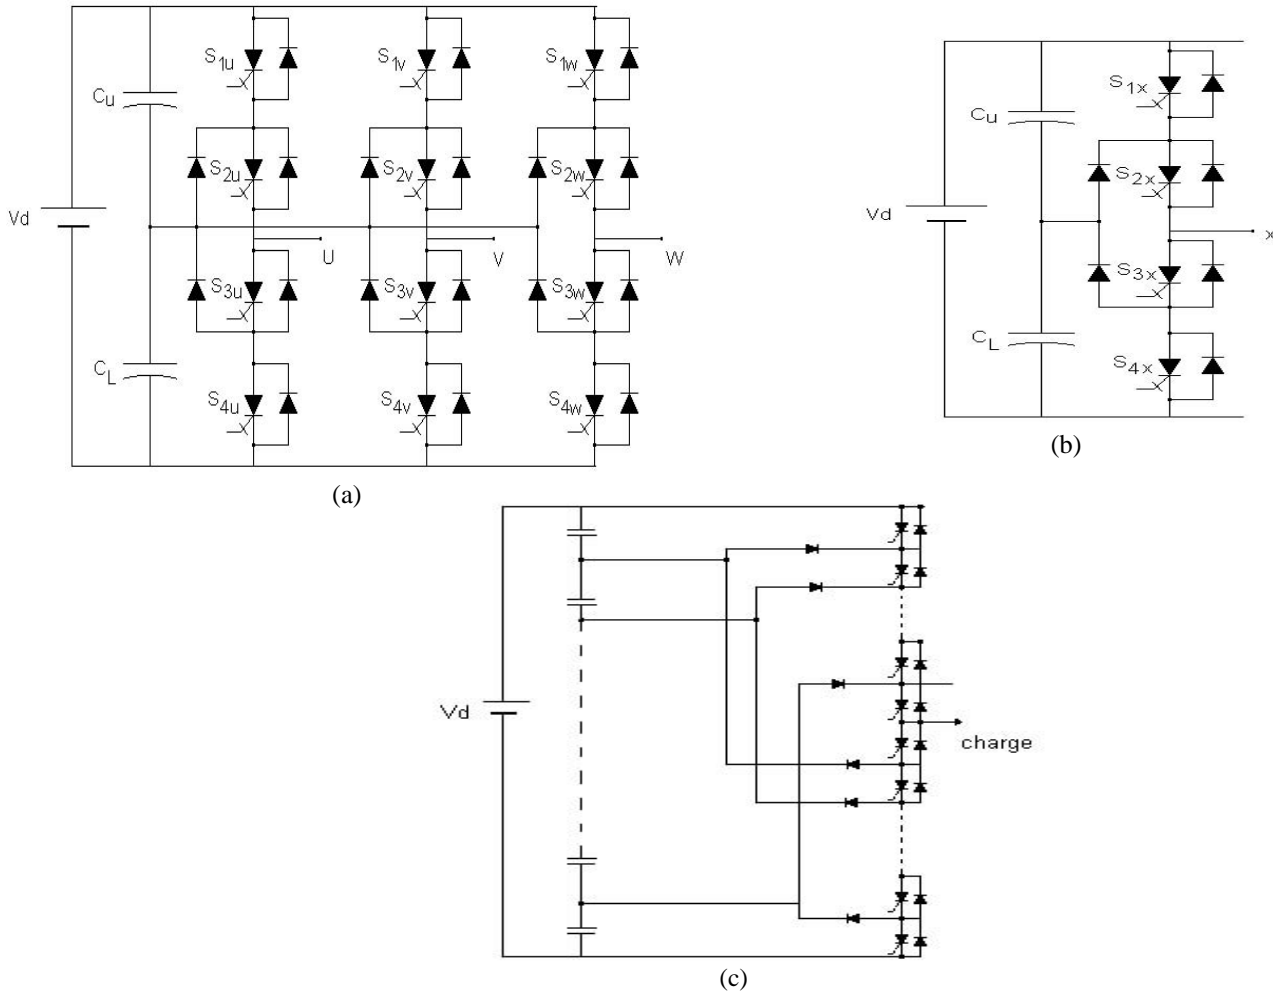 S1u
S1v
S1w
Cu
S2u
S2v
S2w
Vd
U
V
W
S3u
S3v
S3w
CL
S4u
S4v
S4w
(a)
S1x
Cu
S2x
Vd
x
S3x
CL
S4x
(b)
Vd
charge
(c)